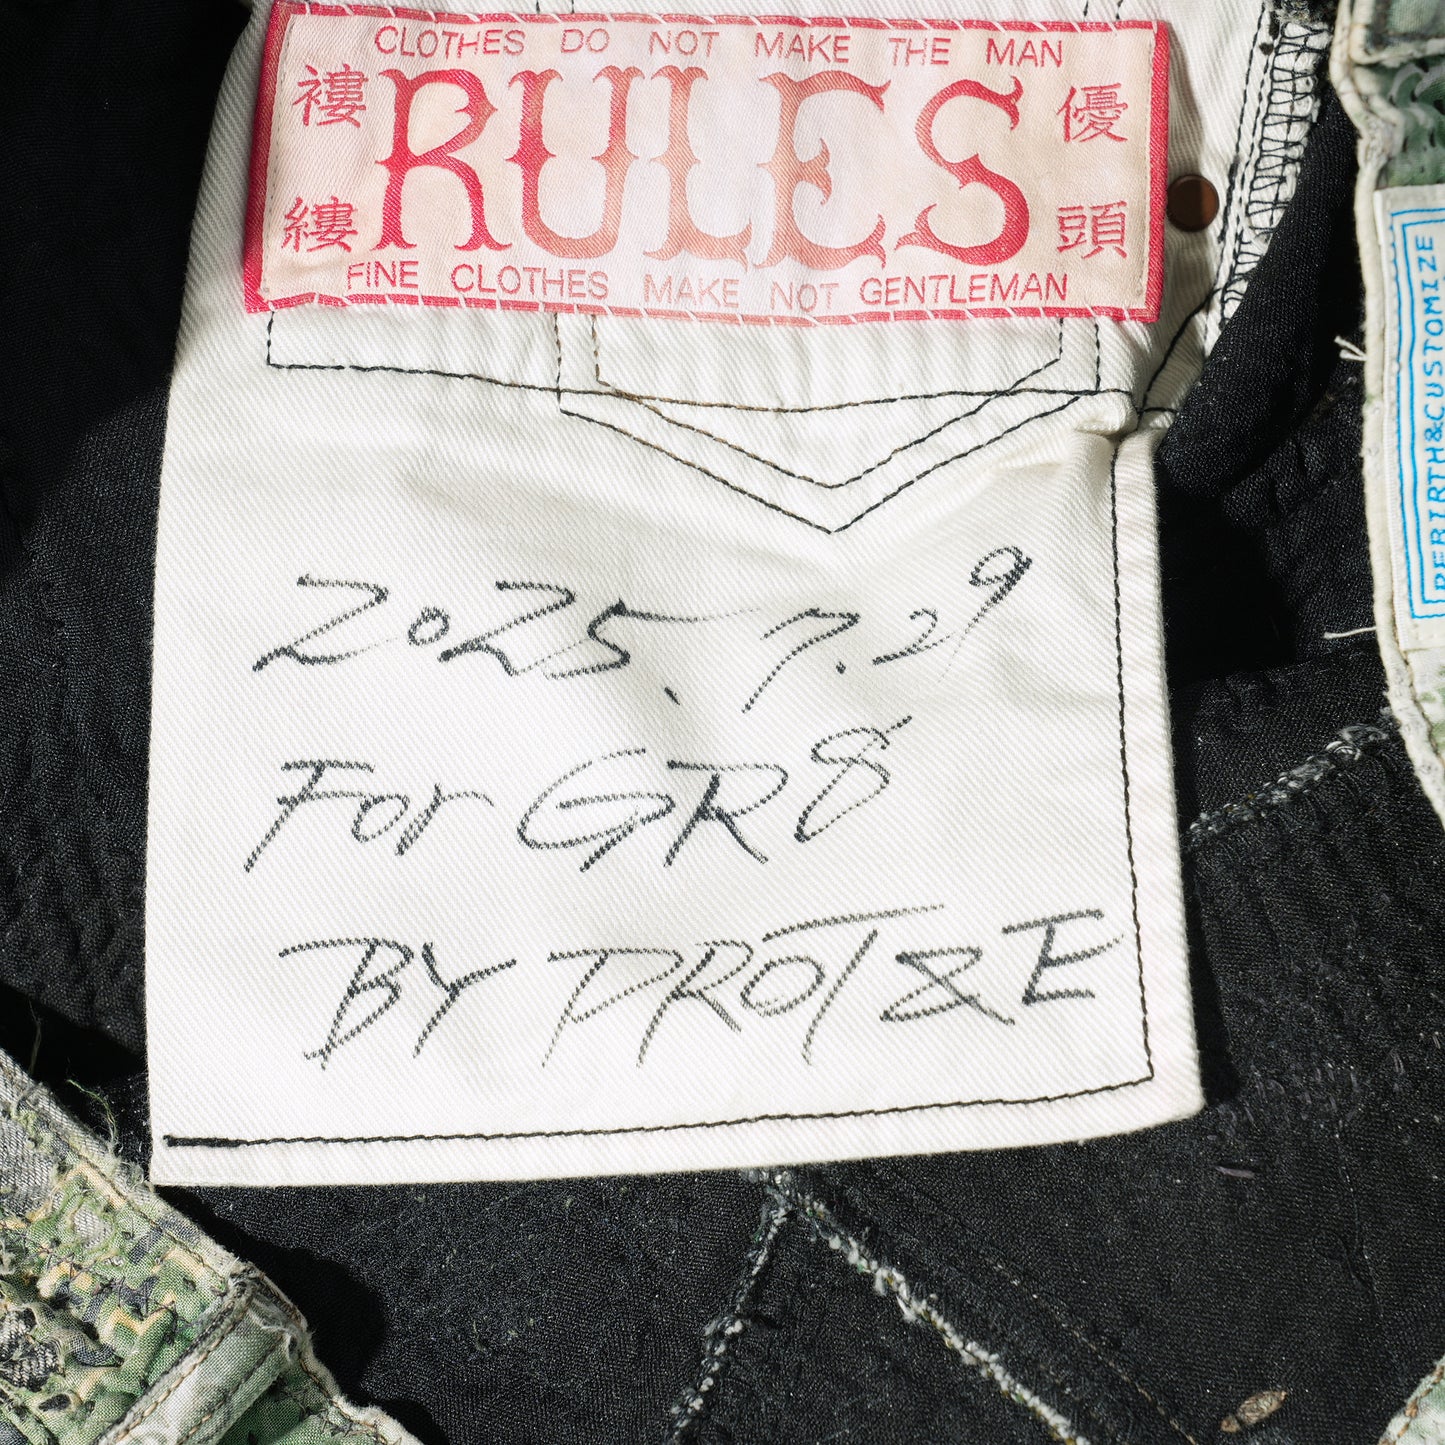 CLOTHES DO NOT MAKE THE MAN
襤 優
RULES
縷 頭
FINE CLOTHES MAKE NOT GENTLEMAN
2025.7.29
For GR8
BY PROT&E
REBIRTH&CUSTOMIZE